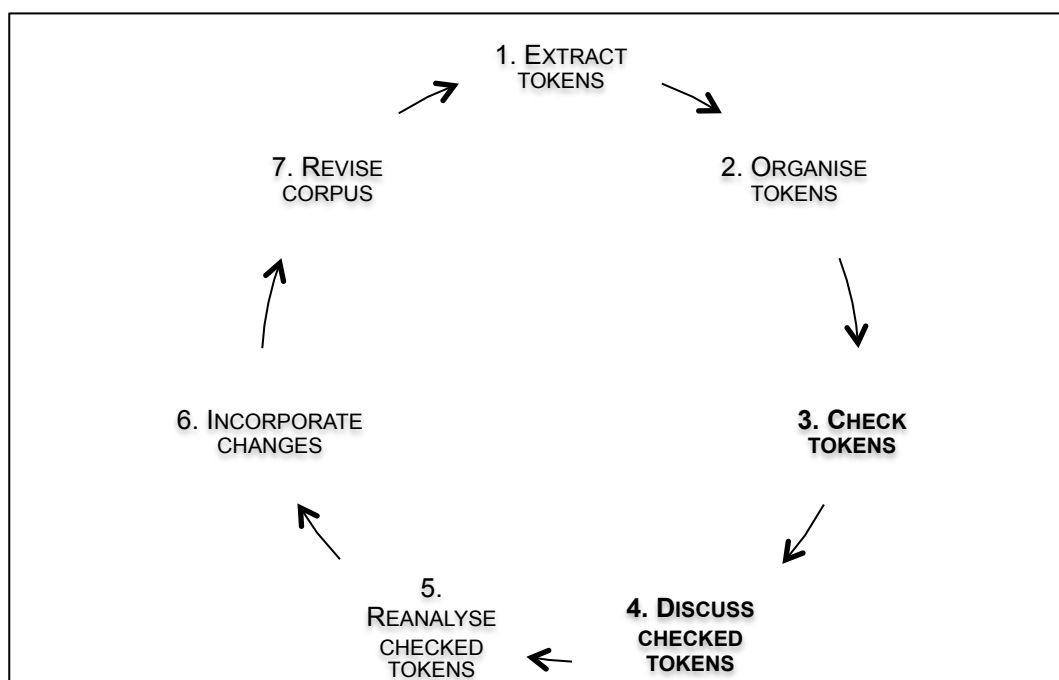 1. EXTRACT
TOKENS
2. ORGANISE
TOKENS
3. CHECK
TOKENS
4. DISCUSS
CHECKED
TOKENS
5.
REANALYSE
CHECKED
TOKENS
6. INCORPORATE
CHANGES
7. REVISE
CORPUS